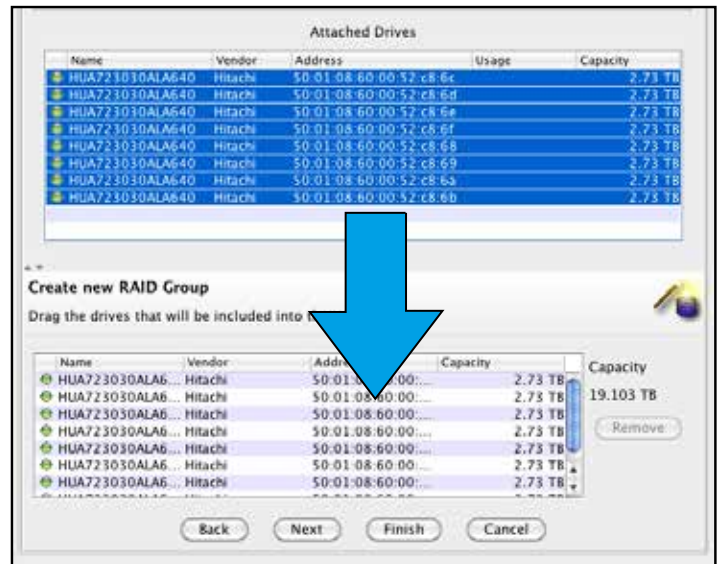 Attached Drives
Name Vendor Address Usage Capacity
HUA723030ALA640 Hitachi 50:01:08:60:00:52:c8:6c 2.73 TB
HUA723030ALA640 Hitachi 50:01:08:60:00:52:c8:6d 2.73 TB
HUA723030ALA640 Hitachi 50:01:08:60:00:52:c8:6e 2.73 TB
HUA723030ALA640 Hitachi 50:01:08:60:00:52:c8:6f 2.73 TB
HUA723030ALA640 Hitachi 50:01:08:60:00:52:c8:68 2.73 TB
HUA723030ALA640 Hitachi 50:01:08:60:00:52:c8:69 2.73 TB
HUA723030ALA640 Hitachi 50:01:08:60:00:52:c8:6a 2.73 TB
HUA723030ALA640 Hitachi 50:01:08:60:00:52:c8:6b 2.73 TB
Create new RAID Group
Drag the drives that will be included into
Name Vendor Capacity
HUA723030ALA6... Hitachi 50:01: :00:... 2.73 TB
HUA723030ALA6... Hitachi 50:01:08:60:00:... 2.73 TB
HUA723030ALA6... Hitachi 50:01:08:60:00:... 2.73 TB
HUA723030ALA6... Hitachi 50:01:08:60:00:... 2.73 TB
HUA723030ALA6... Hitachi 50:01:08:60:00:... 2.73 TB
HUA723030ALA6... Hitachi 50:01:08:60:00:... 2.73 TB
HUA723030ALA6... Hitachi 50:01:08:60:00:... 2.73 TB
Capacity
19.103 TB
Remove
Back Next Finish Cancel